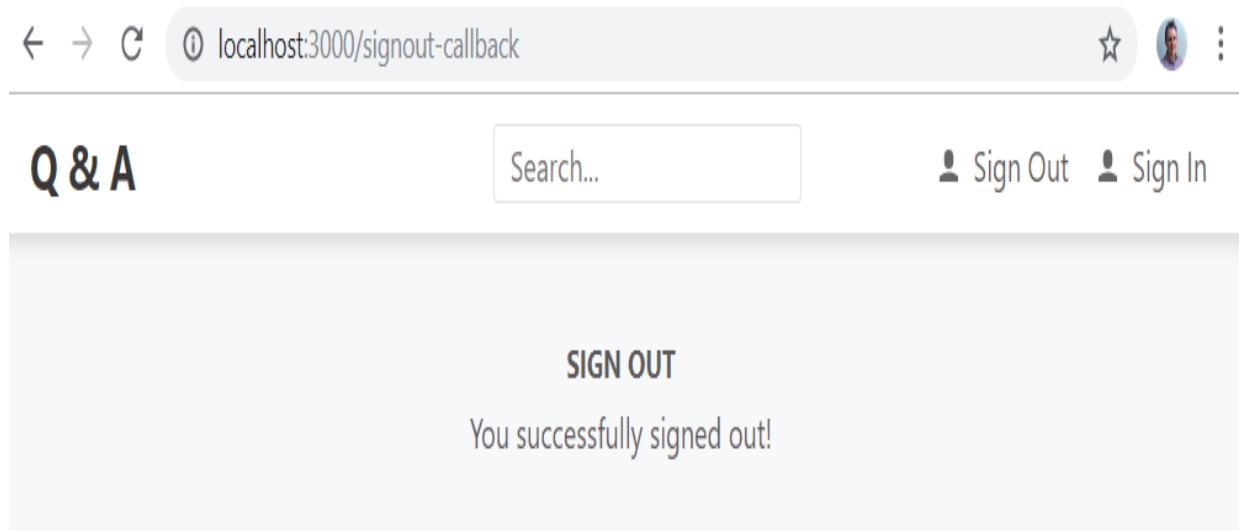 localhost:3000/signout-callback
Q & A Search... Sign Out Sign In
SIGN OUT
You successfully signed out!